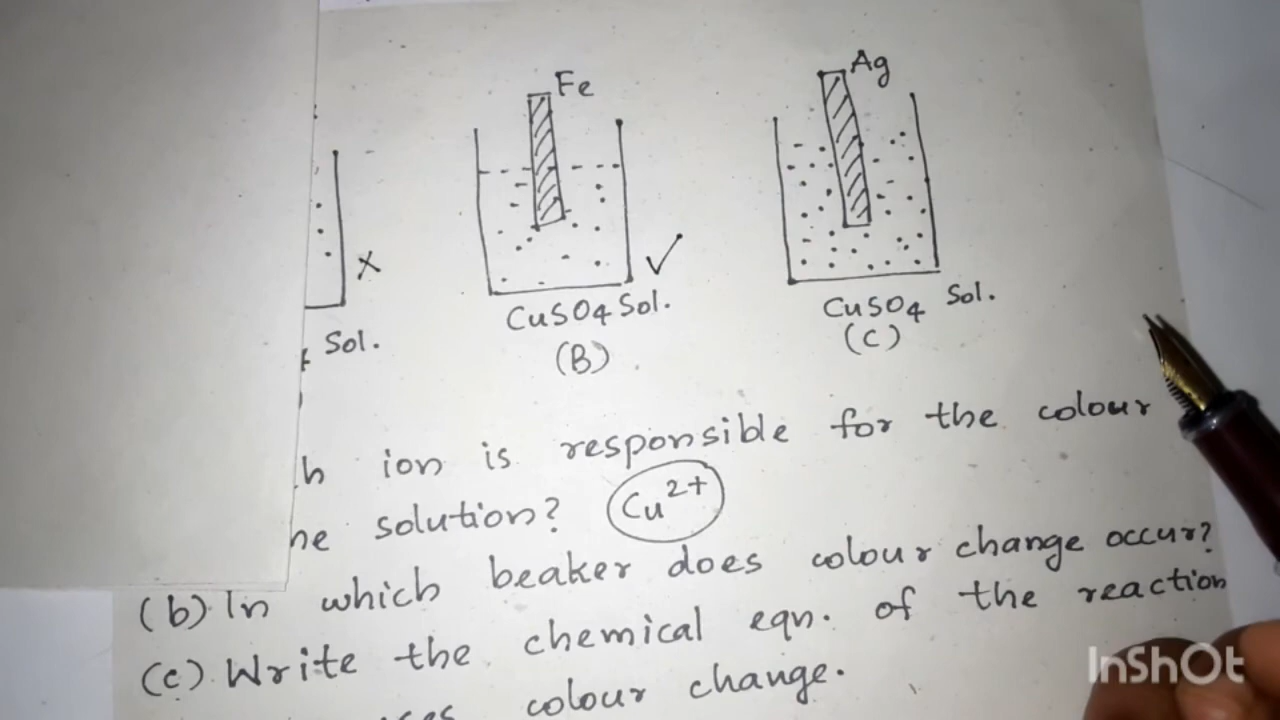 Fe
Ag
CuSO4 Sol.
(B)
CuSO4 Sol.
(C)
Sol.
ion is responsible for the colour
solution? Cu2+
(b) In which beaker does colour change occur?
(c) Write the chemical eqn. of the reaction
colour change.
InShOt